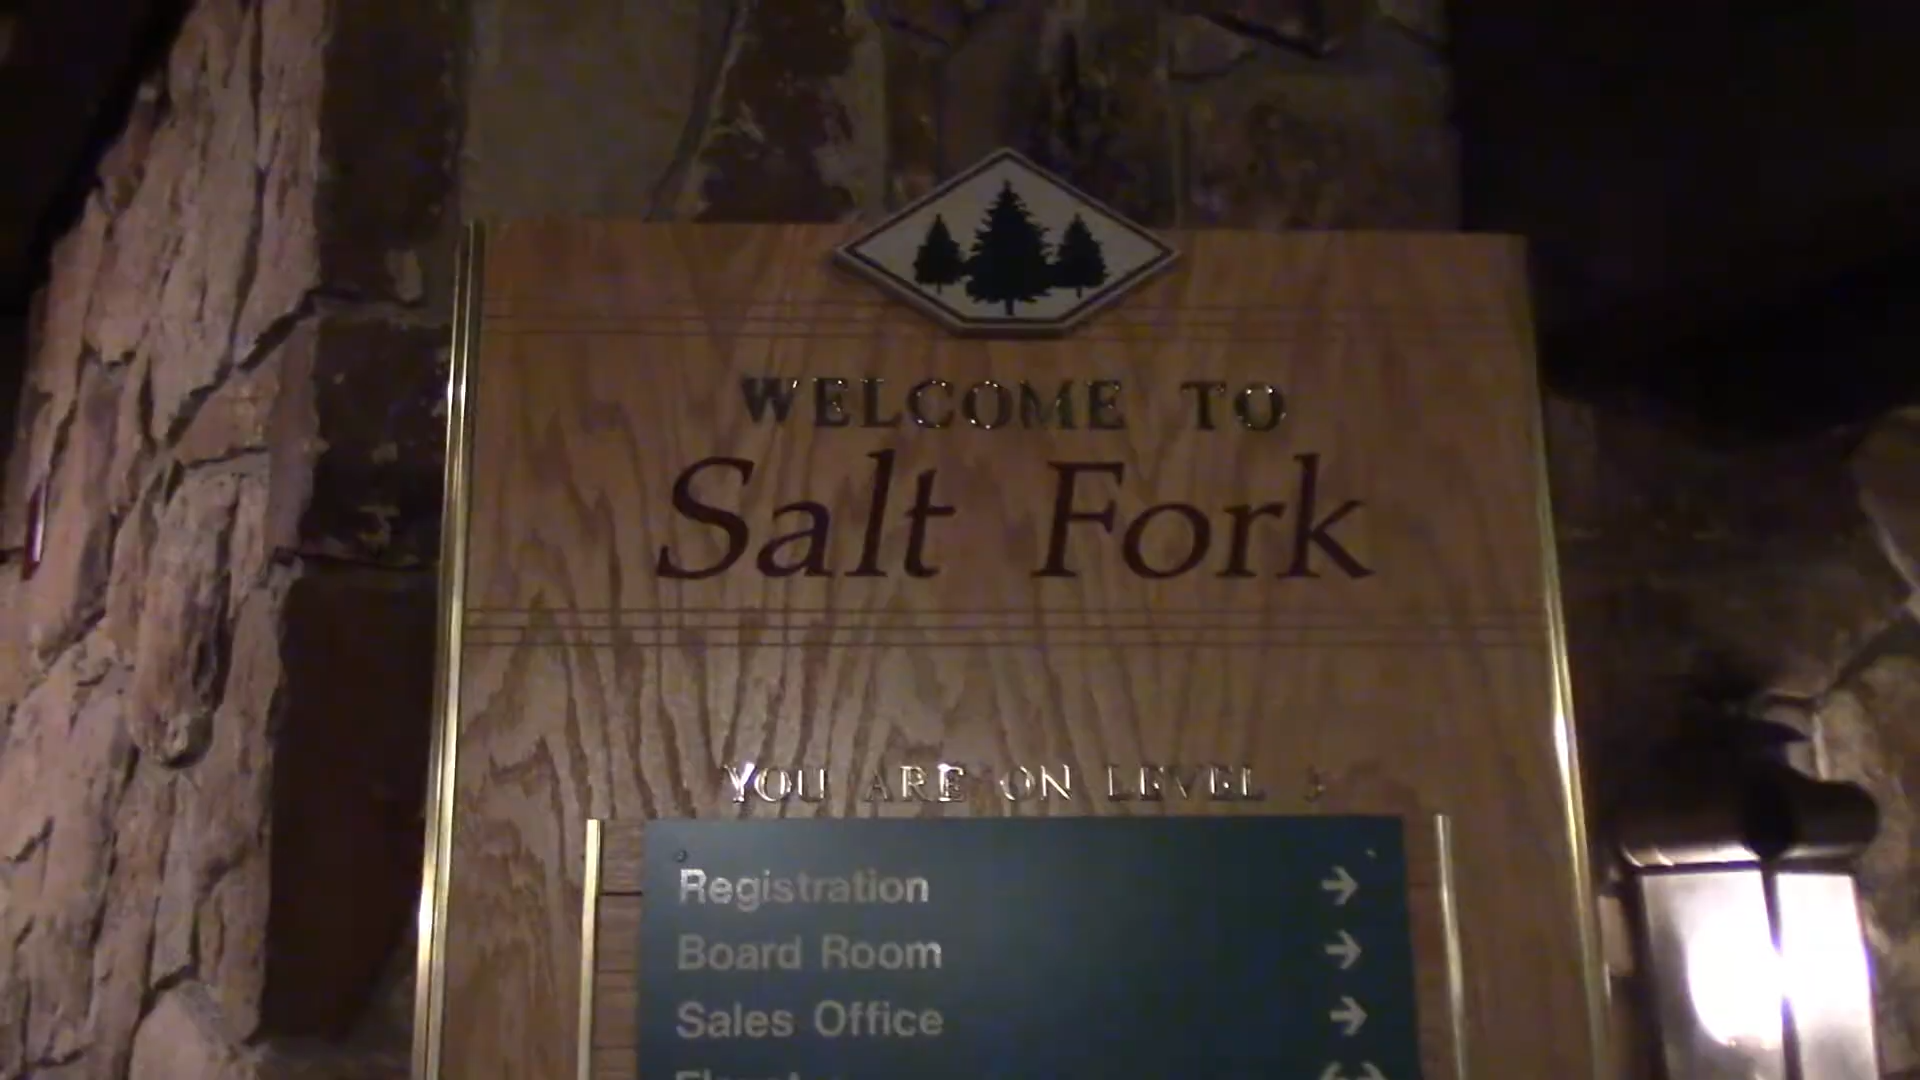 WELCOME TO
Salt Fork
YOU ARE ON LEVEL
Registration →
Board Room →
Sales Office →